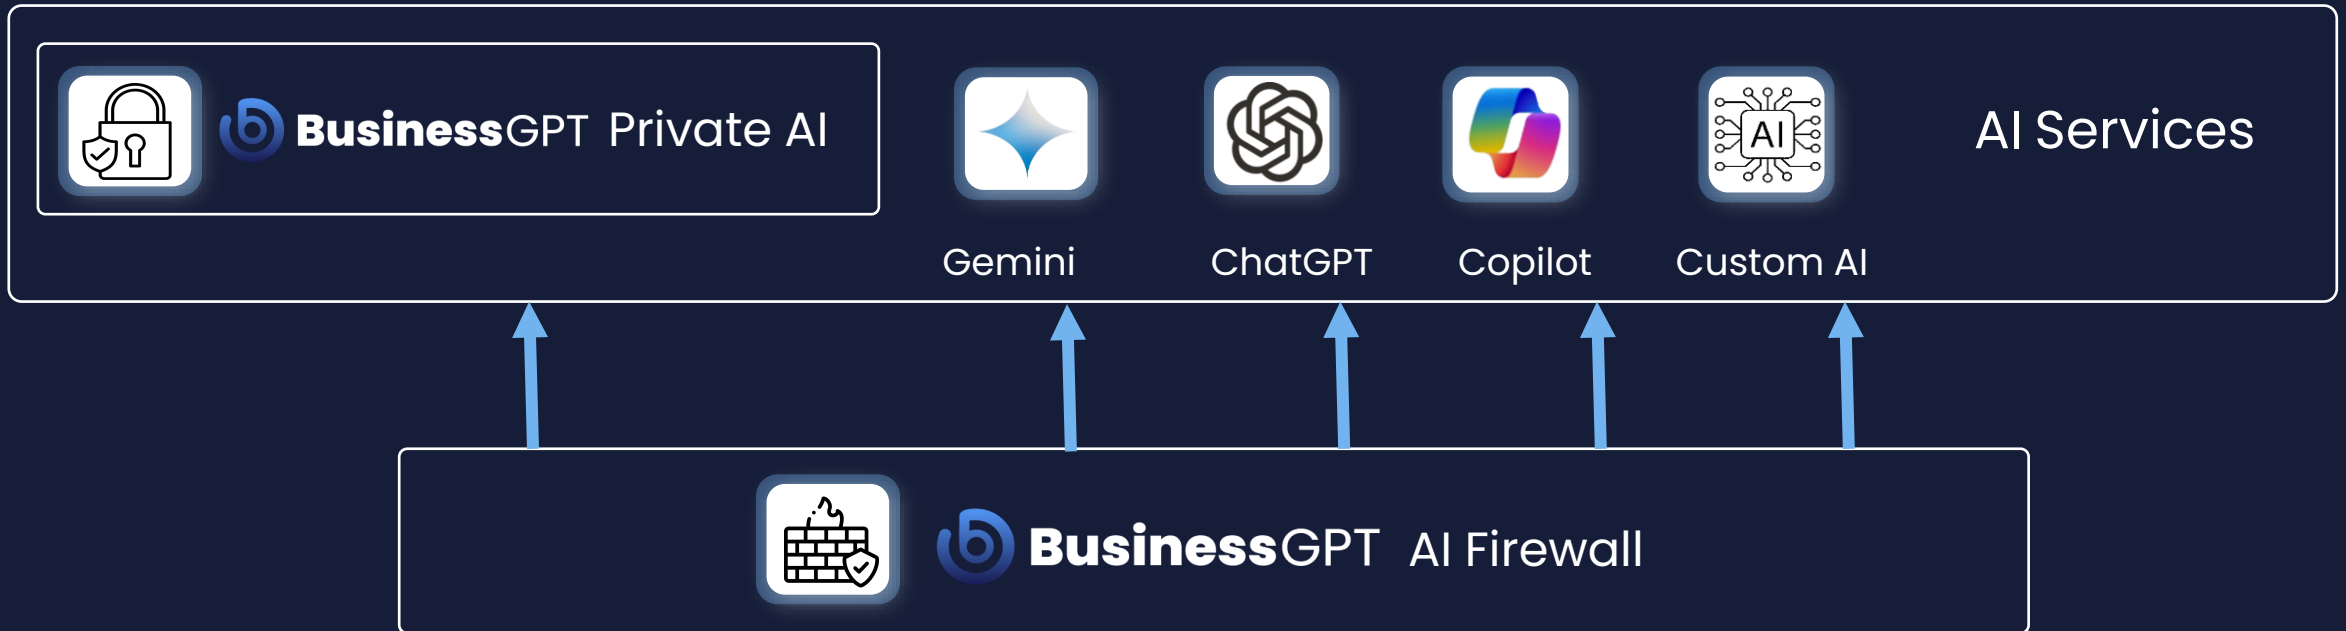 BusinessGPT Private AI
AI Services
AI
Gemini
ChatGPT
Copilot
Custom AI
BusinessGPT AI Firewall